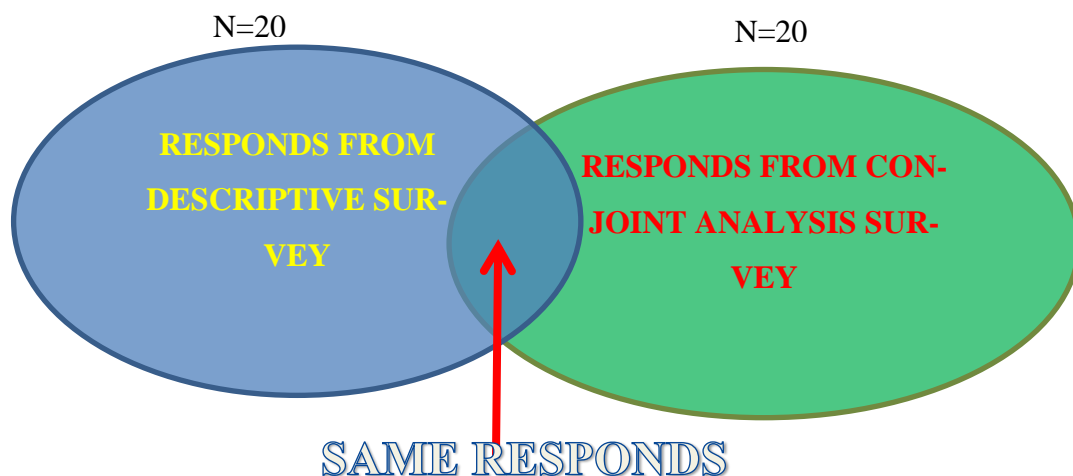 N=20
N=20
RESPONDS FROM
DESCRIPTIVE SUR-
VEY
RESPONDS FROM CON-
JOINT ANALYSIS SUR-
VEY
SAME RESPONDS